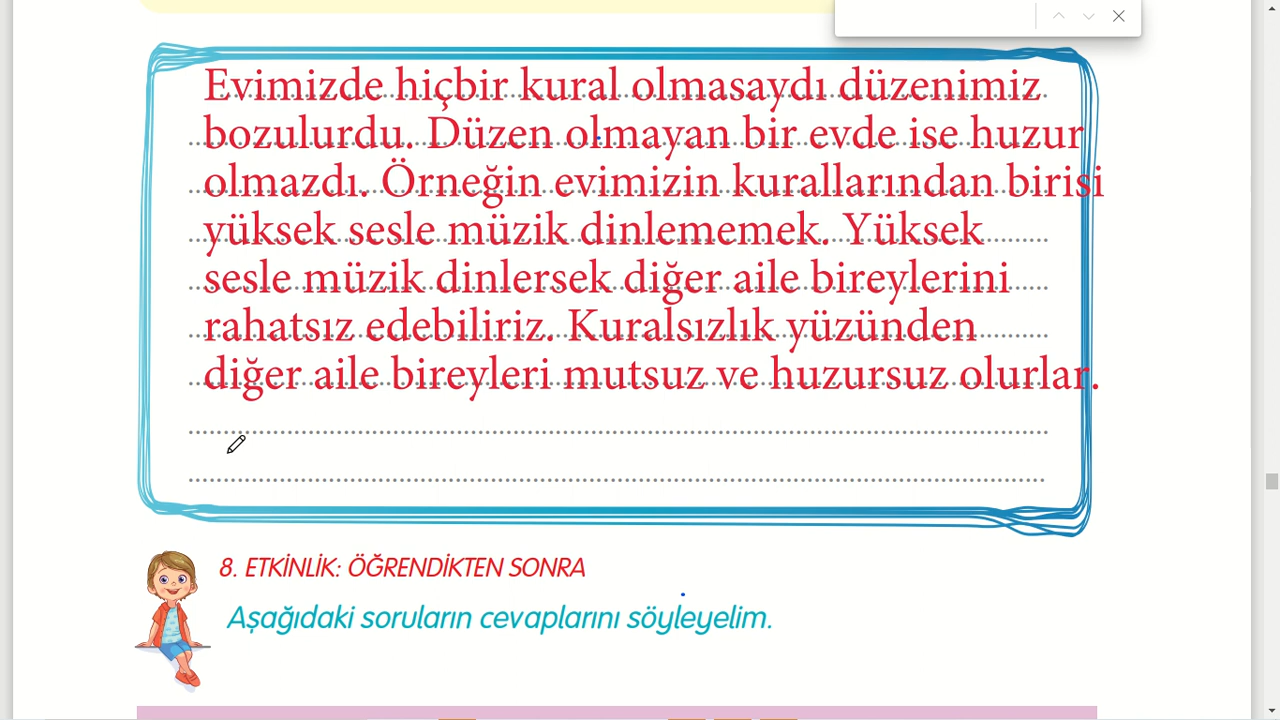 Evimizde hiçbir kural olmasaydı düzenimiz
bozulurdu. Düzen olmayan bir evde ise huzur
olmazdı. Örneğin evimizin kurallarından birisi
yüksek sesle müzik dinlememek. Yüksek
sesle müzik dinlersek diğer aile bireylerini
rahatsız edebiliriz. Kuralsızlık yüzünden
diğer aile bireyleri mutsuz ve huzursuz olurlar.
8. ETKİNLİK: ÖĞRENDİKTEN SONRA
Aşağıdaki soruların cevaplarını söyleyelim.